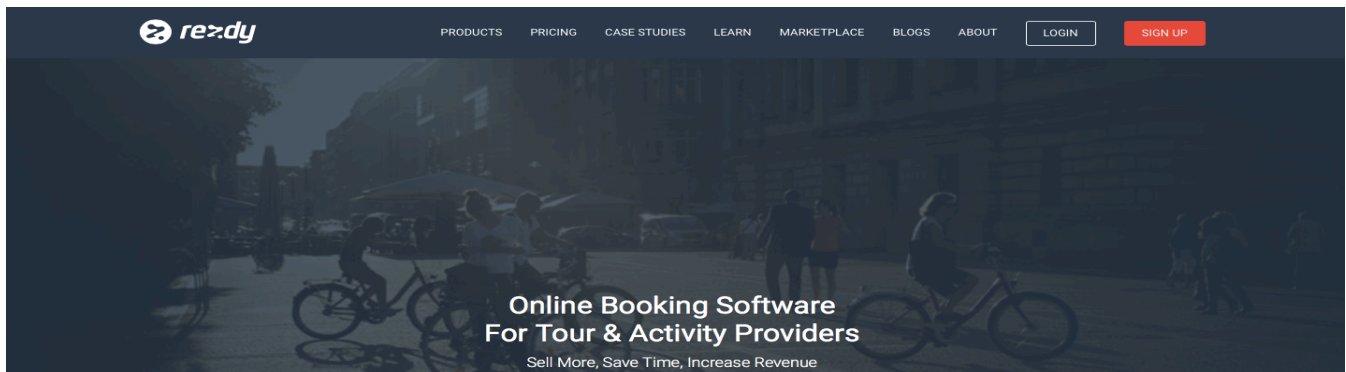 rezdy
PRODUCTS PRICING CASE STUDIES LEARN MARKETPLACE BLOGS ABOUT LOGIN SIGN UP
Online Booking Software
For Tour & Activity Providers
Sell More, Save Time, Increase Revenue